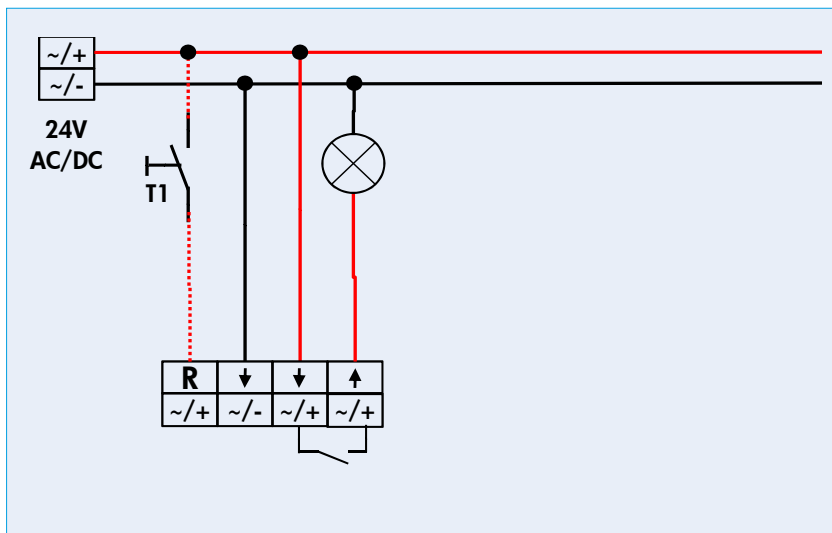 ~/+
~/-
24V
AC/DC
T1
R ↓ ↓ ↑
~/+ ~/- ~/+ ~/+